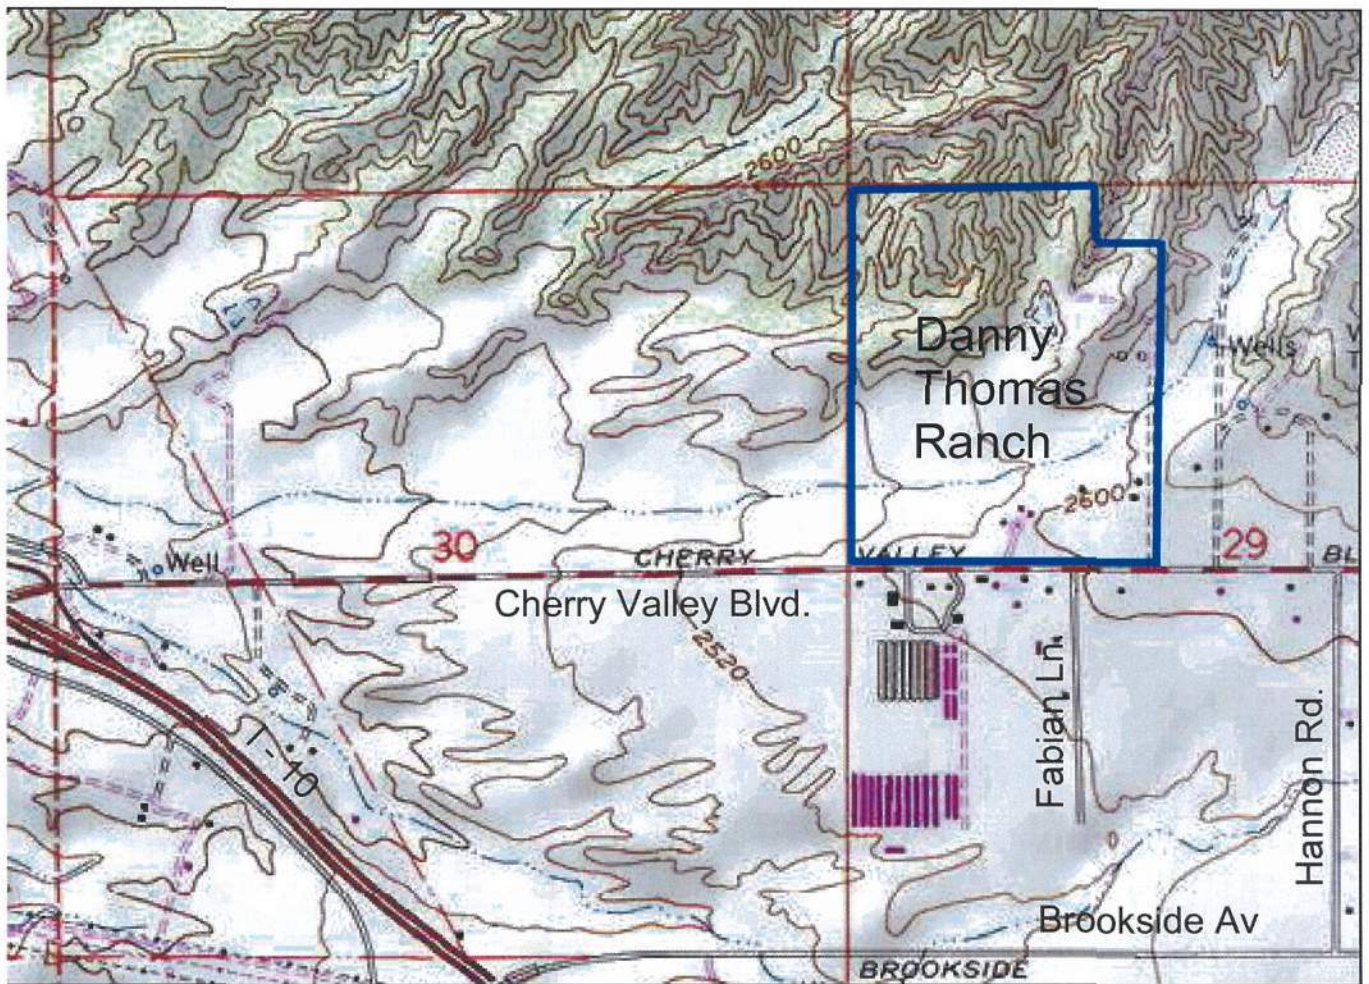 2600
Danny
Thomas
Ranch
Wells
2600
30
CHERRY
VALLEY
29
BL
Well
Cherry Valley Blvd.
2520
Fabian Ln.
I-10
Hannon Rd.
Brookside Av
BROOKSIDE